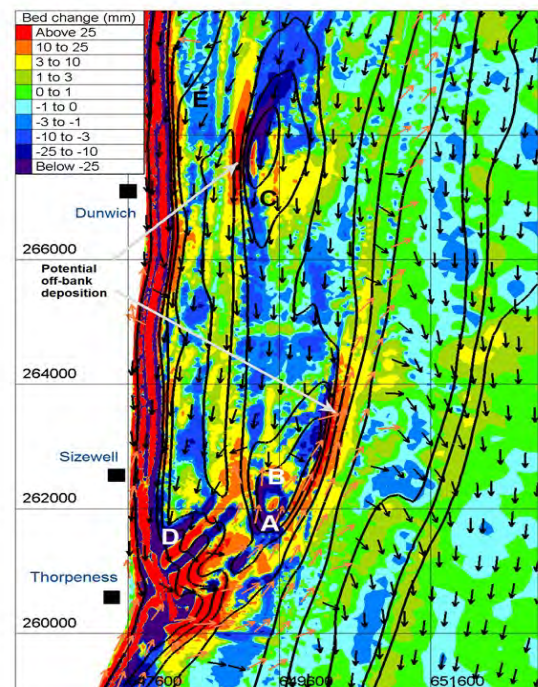 Bed change (mm)
Above 25
10 to 25
3 to 10
1 to 3
0 to 1
-1 to 0
-3 to -1
-10 to -3
-25 to -10
Below -25
E
C
Dunwich
266000
Potential
off-bank
deposition
264000
Sizewell
B
262000
A
D
Thorpeness
260000
647600 649600 651600